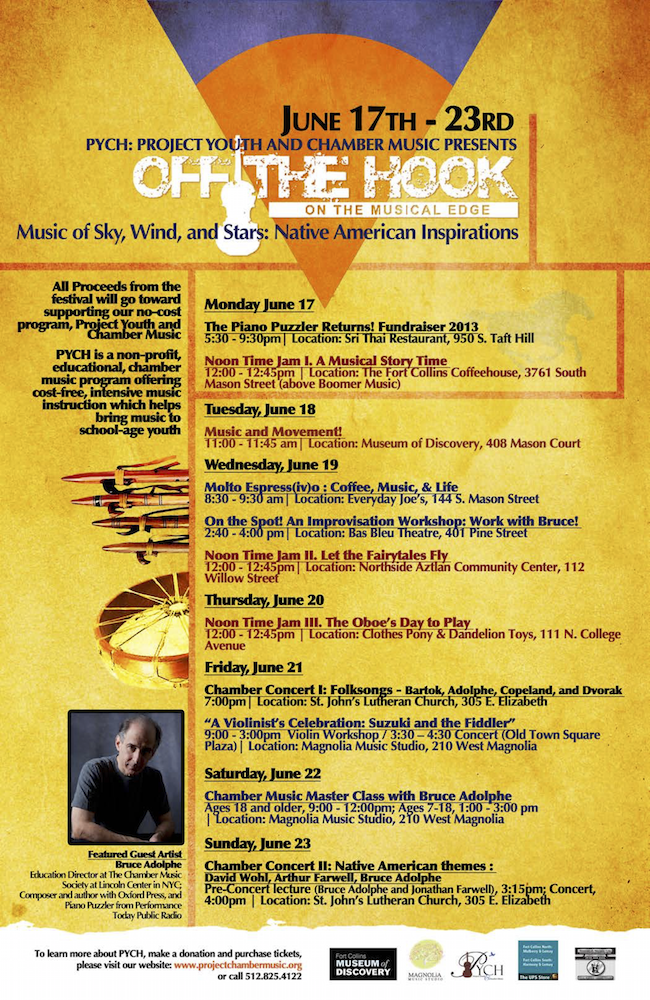 JUNE 17TH - 23RD
PYCH: PROJECT YOUTH AND CHAMBER MUSIC PRESENTS
OFF THE HOOK
ON THE MUSICAL EDGE
Music of Sky, Wind, and Stars: Native American Inspirations
All Proceeds from the
festival will go toward
supporting our no-cost
program, Project Youth and
Chamber Music
PYCH is a non-profit,
educational, chamber
music program offering
cost-free, intensive music
instruction which helps
bring music to
school-age youth
Monday June 17
The Piano Puzzler Returns! Fundraiser 2013
5:30 - 9:30pm| Location: Sri Thai Restaurant, 950 S. Taft Hill
Noon Time Jam I. A Musical Story Time
12:00 - 12:45pm | Location: The Fort Collins Coffeehouse, 3761 South
Mason Street (above Boomer Music)
Tuesday, June 18
Music and Movement!
11:00 - 11:45 am| Location: Museum of Discovery, 408 Mason Court
Wednesday, June 19
Molto Espress(iv)o : Coffee, Music, & Life
8:30 - 9:30 am| Location: Everyday Joe's, 144 S. Mason Street
On the Spot! An Improvisation Workshop: Work with Bruce!
2:40 - 4:00 pm| Location: Bas Bleu Theatre, 401 Pine Street
Noon Time Jam II. Let the Fairytales Fly
12:00 - 12:45pm| Location: Northside Aztlan Community Center, 112
Willow Street
Thursday, June 20
Noon Time Jam III. The Oboe's Day to Play
12:00 - 12:45pm | Location: Clothes Pony & Dandelion Toys, 111 N. College
Avenue
Friday, June 21
Chamber Concert I: Folksongs - Bartok, Adolphe, Copeland, and Dvorak
7:00pm| Location: St. John's Lutheran Church, 305 E. Elizabeth
"A Violinist's Celebration: Suzuki and the Fiddler"
9:00 - 3:00pm Violin Workshop / 3:30 – 4:30 Concert (Old Town Square
Plaza)| Location: Magnolia Music Studio, 210 West Magnolia
Saturday, June 22
Chamber Music Master Class with Bruce Adolphe
Ages 18 and older, 9:00 - 12:00pm; Ages 7-18, 1:00 - 3:00 pm
| Location: Magnolia Music Studio, 210 West Magnolia
Sunday, June 23
Chamber Concert II: Native American themes :
David Wohl, Arthur Farwell, Bruce Adolphe
Pre-Concert lecture (Bruce Adolphe and Jonathan Farwell), 3:15pm; Concert,
4:00pm | Location: St. John's Lutheran Church, 305 E. Elizabeth
Featured Guest Artist
Bruce Adolphe
Education Director at The Chamber Music
Society at Lincoln Center in NYC;
Composer and author with Oxford Press, and
Piano Puzzler from Performance
Today Public Radio
To learn more about PYCH, make a donation and purchase tickets,
please visit our website: www.projectchambermusic.org
or call 512.825.4122
Fort Collins
MUSEUM of
DISCOVERY
MAGNOLIA
MUSIC STUDIO
PYCH
The UPS Store